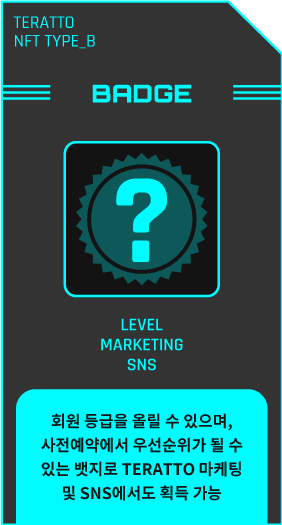 TERATTO
NFT TYPE_B
BADGE
?
LEVEL
MARKETING
SNS
회원 등급을 올릴 수 있으며,
사전예약에서 우선순위가 될 수
있는 뱃지로 TERATTO 마케팅
및 SNS에서도 획득 가능